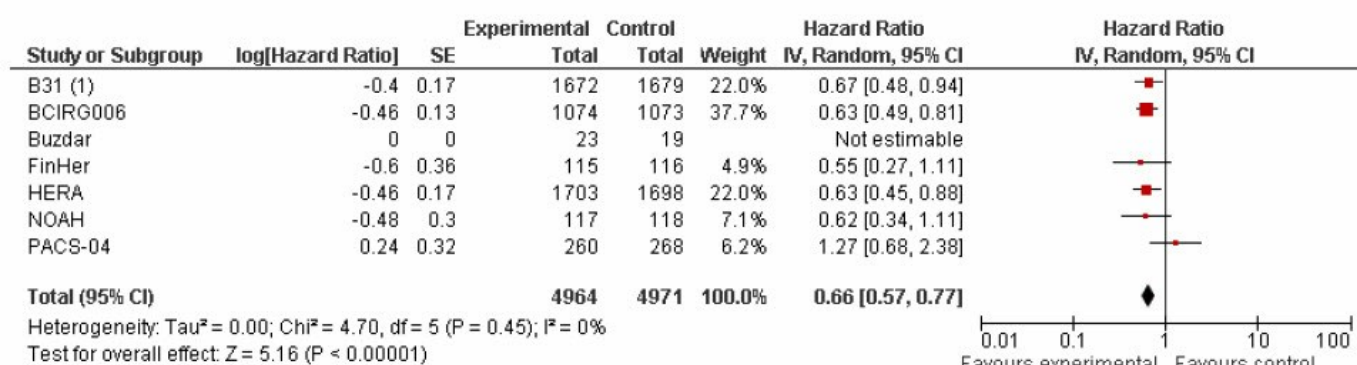 Experimental Control Hazard Ratio Hazard Ratio
Study or Subgroup log[Hazard Ratio] SE Total Total Weight IV, Random, 95% CI IV, Random, 95% CI
B31 (1) -0.4 0.17 1672 1679 22.0% 0.67 [0.48, 0.94]
BCIRG006 -0.46 0.13 1074 1073 37.7% 0.63 [0.49, 0.81]
Buzdar 0 0 23 19 Not estimable
FinHer -0.6 0.36 115 116 4.9% 0.55 [0.27, 1.11]
HERA -0.46 0.17 1703 1698 22.0% 0.63 [0.45, 0.88]
NOAH -0.48 0.3 117 118 7.1% 0.62 [0.34, 1.11]
PACS-04 0.24 0.32 260 268 6.2% 1.27 [0.68, 2.38]
Total (95% CI) 4964 4971 100.0% 0.66 [0.57, 0.77]
Heterogeneity: Tau² = 0.00; Chi² = 4.70, df = 5 (P = 0.45); I² = 0%
Test for overall effect: Z = 5.16 (P < 0.00001)
0.01 0.1 1 10 100
Favours experimental Favours control